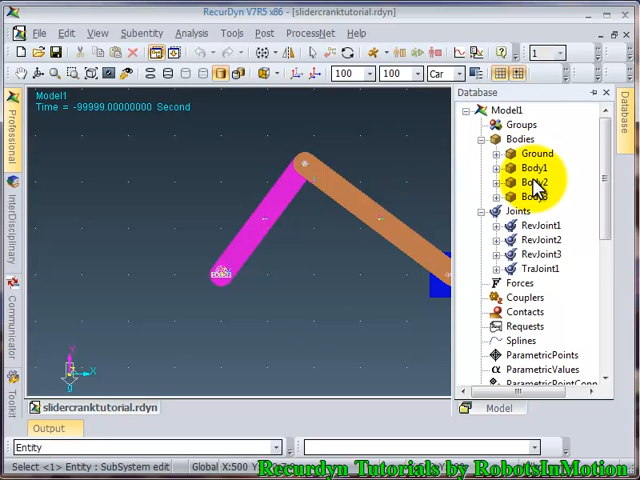 RecurDyn V7R5 x86 - [slidercranktutorial.rdyn]
File Edit View Subentity Analysis Tools Post ProcessNet Help
1
100 100 Car
Model1
Time = -99999.00000000 Second
Professional
InterDisciplinary
Communicator
Toolkit
Database
Database
Model1
Groups
Bodies
Ground
Body1
Body2
Joints
RevJoint1
RevJoint2
RevJoint3
TraJoint1
Forces
Couplers
Contacts
Requests
Splines
ParametricPoints
ParametricValues
Y
X
slidercranktutorial.rdyn
Model
Output
Entity
Select <1> Entity : SubSystem edit
Global X:500
Recurdyn Tutorials by RobotsInMotion